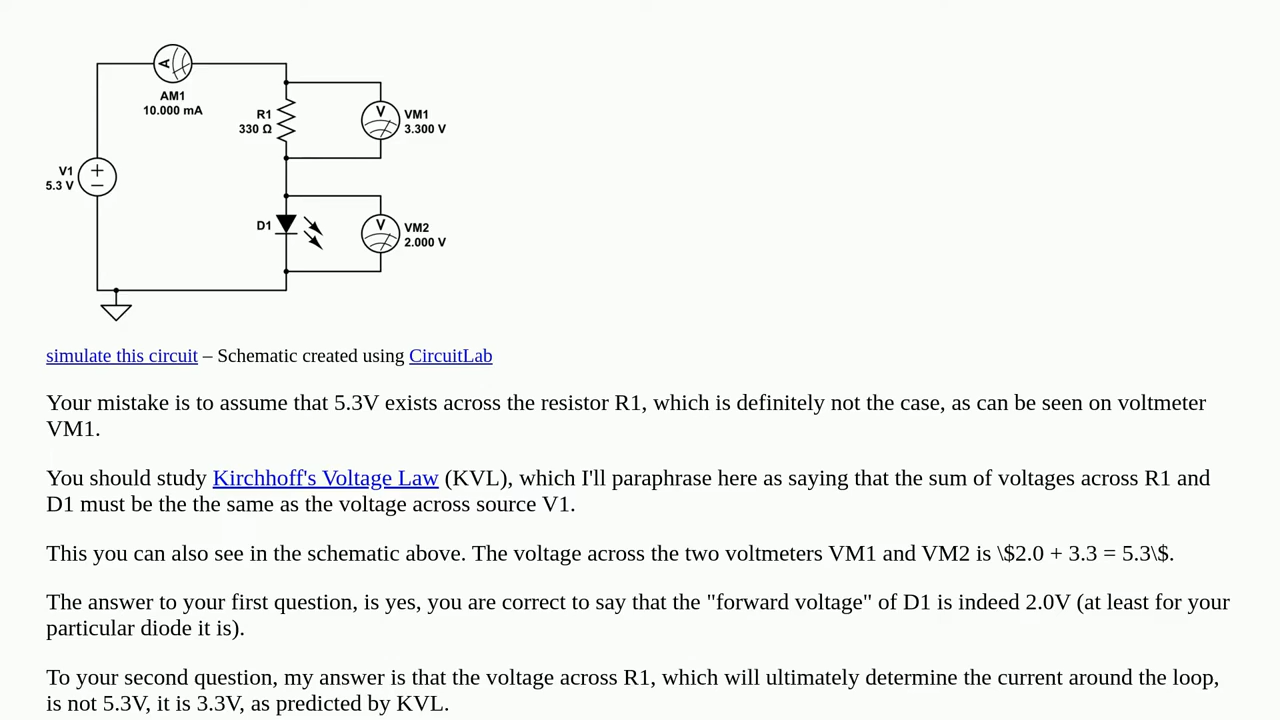 A
AM1
10.000 mA
R1
330 Ω
V
VM1
3.300 V
V1
5.3 V
+
−
D1
V
VM2
2.000 V
simulate this circuit – Schematic created using CircuitLab
Your mistake is to assume that 5.3V exists across the resistor R1, which is definitely not the case, as can be seen on voltmeter
VM1.
You should study Kirchhoff's Voltage Law (KVL), which I'll paraphrase here as saying that the sum of voltages across R1 and
D1 must be the the same as the voltage across source V1.
This you can also see in the schematic above. The voltage across the two voltmeters VM1 and VM2 is \$2.0 + 3.3 = 5.3\$.
The answer to your first question, is yes, you are correct to say that the "forward voltage" of D1 is indeed 2.0V (at least for your
particular diode it is).
To your second question, my answer is that the voltage across R1, which will ultimately determine the current around the loop,
is not 5.3V, it is 3.3V, as predicted by KVL.